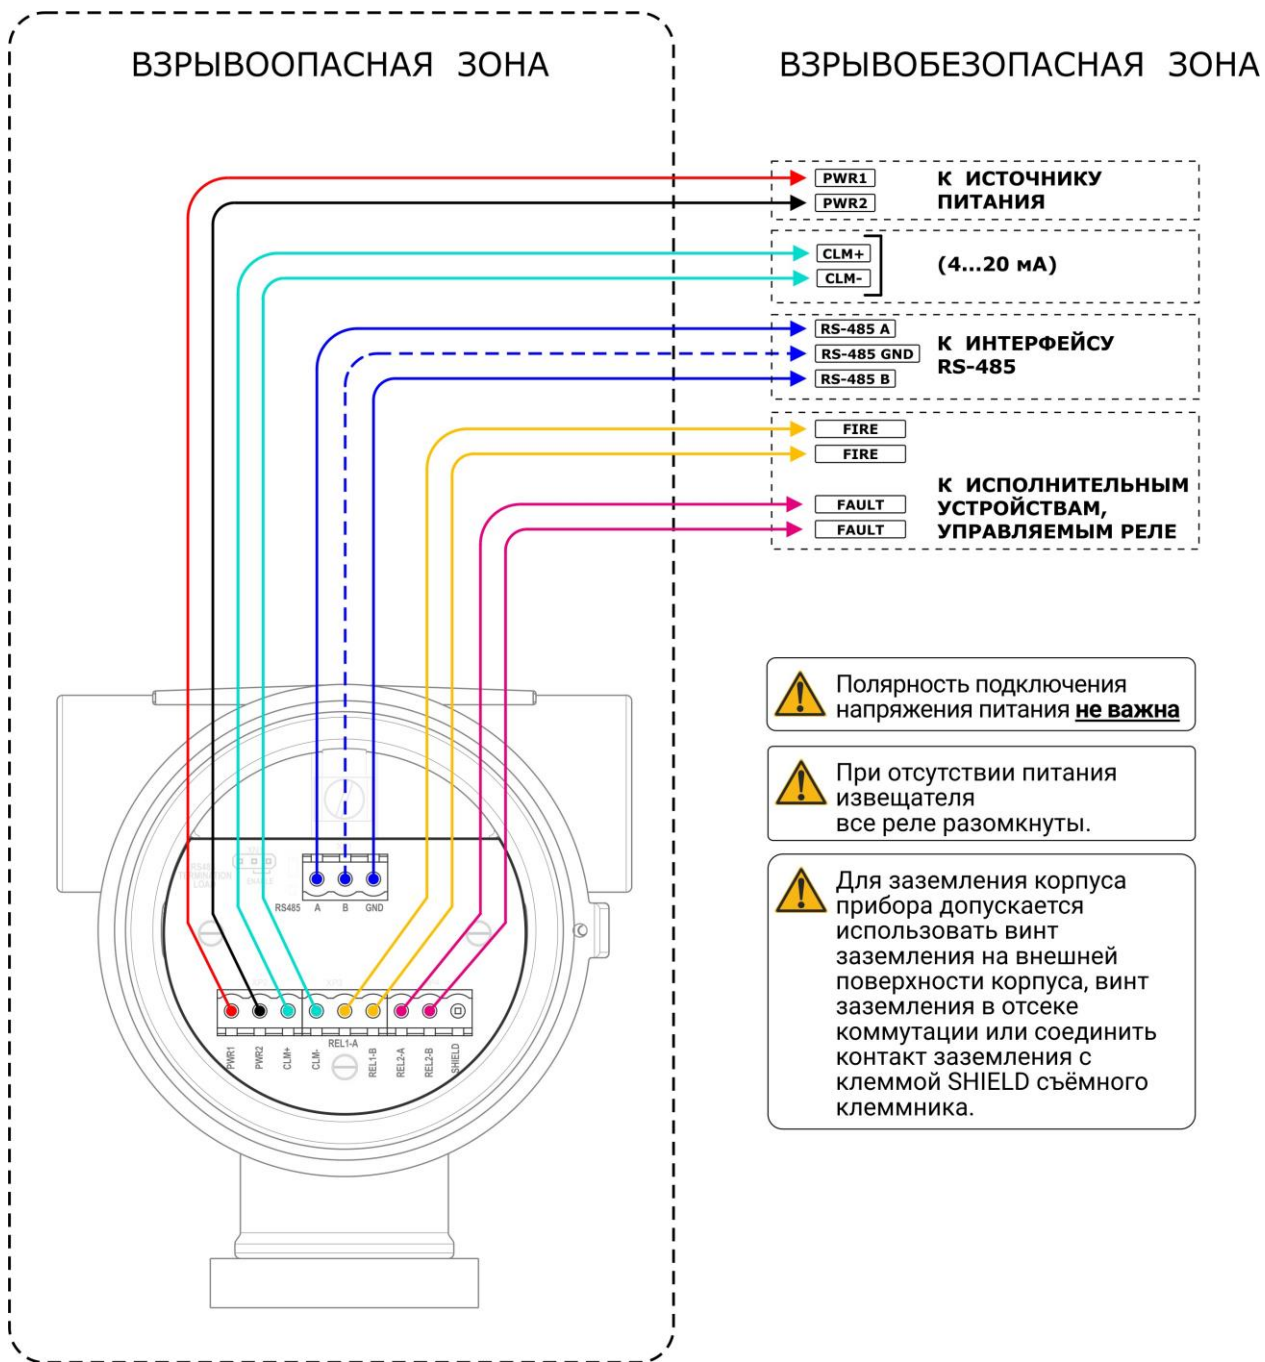 ВЗРЫВООПАСНАЯ ЗОНА
ВЗРЫВОБЕЗОПАСНАЯ ЗОНА
PWR1
PWR2
К ИСТОЧНИКУ
ПИТАНИЯ
CLM+
CLM-
(4...20 мА)
RS-485 A
RS-485 GND
RS-485 B
К ИНТЕРФЕЙСУ
RS-485
FIRE
FIRE
FAULT
FAULT
К ИСПОЛНИТЕЛЬНЫМ
УСТРОЙСТВАМ,
УПРАВЛЯЕМЫМ РЕЛЕ
Полярность подключения
напряжения питания не важна
При отсутствии питания
извещателя
все реле разомкнуты.
Для заземления корпуса
прибора допускается
использовать винт
заземления на внешней
поверхности корпуса, винт
заземления в отсеке
коммутации или соединить
контакт заземления с
клеммой SHIELD съёмного
клеммника.
RS485
TERMINATION
LOAD
ENABLE
RS485 A B GND
PWR1
PWR2
CLM+
CLM-
REL1-A
REL1-B
REL2-A
REL2-B
SHIELD